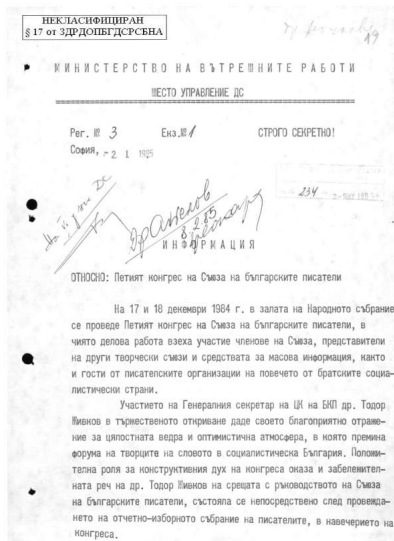 НЕКЛАСИФИЦИРАН
§ 17 от ЗДРДОПБГДСРСБНА
19
МИНИСТЕРСТВО НА ВЪТРЕШНИТЕ РАБОТИ
ШЕСТО УПРАВЛЕНИЕ ДС
Рег. № 3 Екз.№ 1 СТРОГО СЕКРЕТНО!
София, - 2 I 1985
234
др Ангелов
ИНФОРМАЦИЯ
ОТНОСНО: Петият конгрес на Съюза на българските писатели
На 17 и 18 декември 1984 г. в залата на Народното събрание
се проведе Петият конгрес на Съюза на българските писатели, в
чиято делова работа взеха участие членове на Съюза, представители
на други творчески съюзи и средствата за масова информация, както
и гости от писателските организации на повечето от братските социа-
листически страни.
Участието на Генералния секретар на ЦК на БКП др. Тодор
Живков в тържественото откриване даде своето благоприятно отраже-
ние за цялостната ведра и оптимистична атмосфера, в която премина
форума на творците на словото в социалистическа България. Положи-
телна роля за конструктивния дух на конгреса оказа и забележител-
ната реч на др. Тодор Живков на срещата с ръководството на Съюза
на българските писатели, състояла се непосредствено след провежда-
нето на отчетно-изборното събрание на писателите, в навечерието на
конгреса.